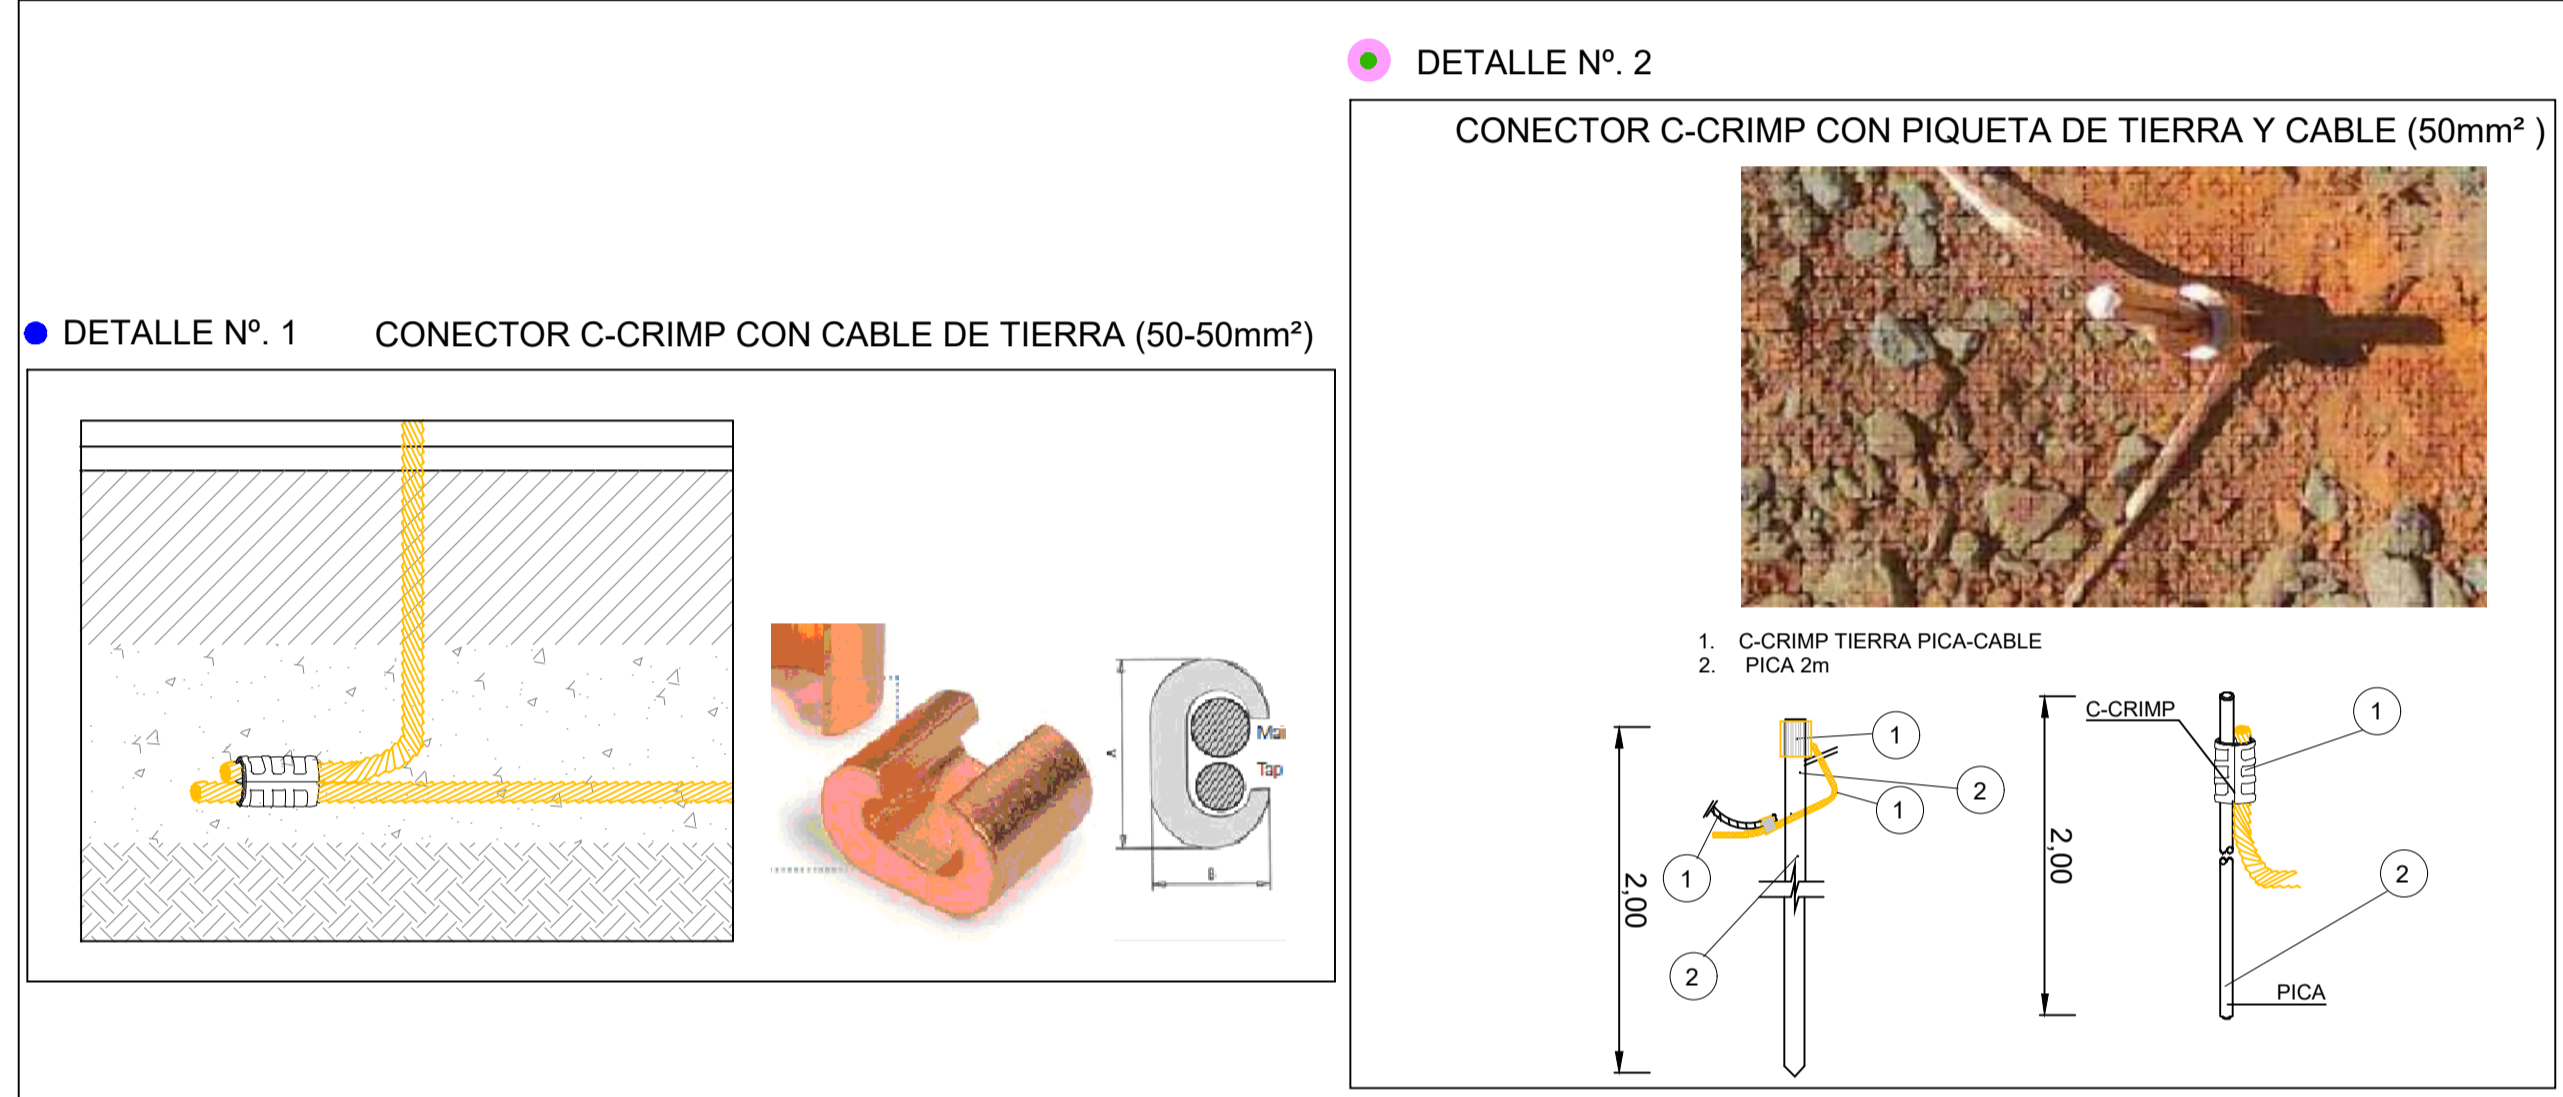 DETALLE Nº. 2
CONECTOR C-CRIMP CON PIQUETA DE TIERRA Y CABLE (50mm² )
DETALLE Nº. 1
CONECTOR C-CRIMP CON CABLE DE TIERRA (50-50mm²)
1. C-CRIMP TIERRA PICA-CABLE
2. PICA 2m
A
Mai
Tap
B
2,00
1
2
1
1
2
C-CRIMP
1
2,00
2
PICA